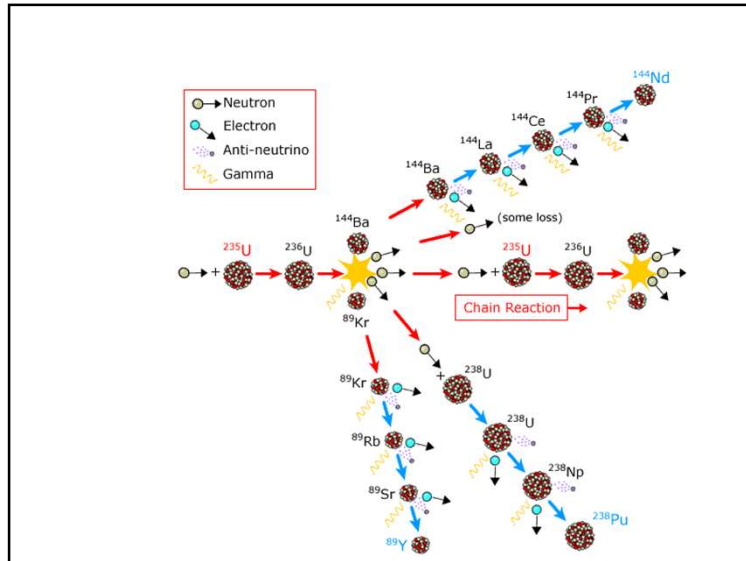 Neutron
Electron
Anti-neutrino
Gamma
¹⁴⁴Nd
¹⁴⁴Pr
¹⁴⁴Ce
¹⁴⁴La
¹⁴⁴Ba
(some loss)
¹⁴⁴Ba
+ ²³⁵U ²³⁶U
+ ²³⁵U ²³⁶U
Chain Reaction
⁸⁹Kr
⁸⁹Kr
⁸⁹Rb
⁸⁹Sr
⁸⁹Y
+ ²³⁸U
²³⁸U
²³⁸Np
²³⁸Pu